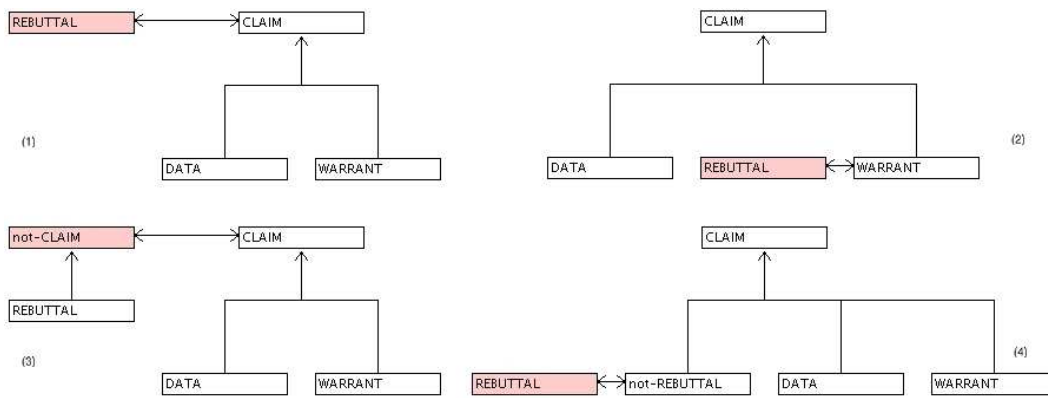 REBUTTAL
CLAIM
(1)
DATA
WARRANT
CLAIM
(2)
DATA
REBUTTAL
WARRANT
not-CLAIM
CLAIM
REBUTTAL
(3)
DATA
WARRANT
CLAIM
(4)
REBUTTAL
not-REBUTTAL
DATA
WARRANT